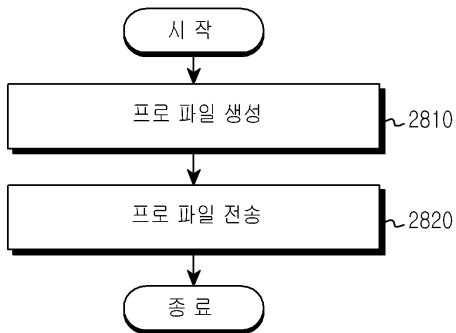 시 작
프로 파일 생성
2810
프로 파일 전송
2820
종 료